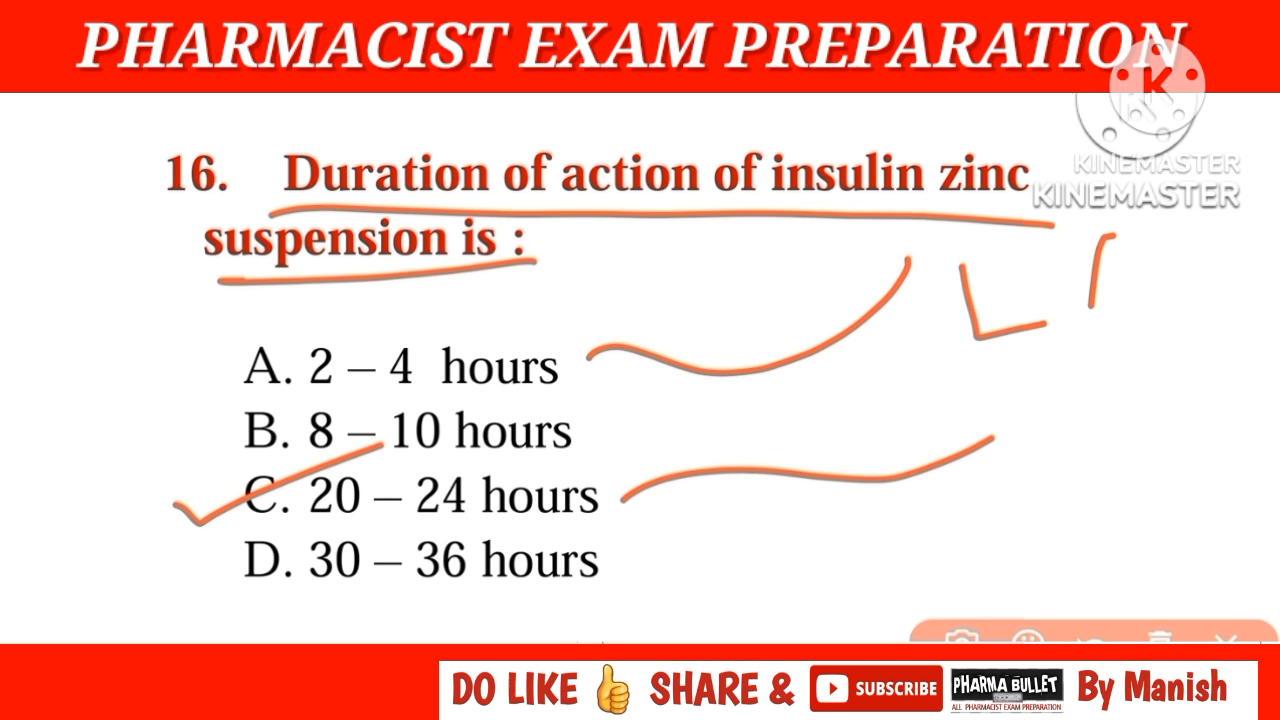 PHARMACIST EXAM PREPARATION
KINEMASTER
KINEMASTER
16. Duration of action of insulin zinc
suspension is :
A. 2 – 4 hours
B. 8 – 10 hours
C. 20 – 24 hours
D. 30 – 36 hours
DO LIKE 👍 SHARE & SUBSCRIBE PHARMA BULLET By Manish
ALL PHARMACIST EXAM PREPARATION